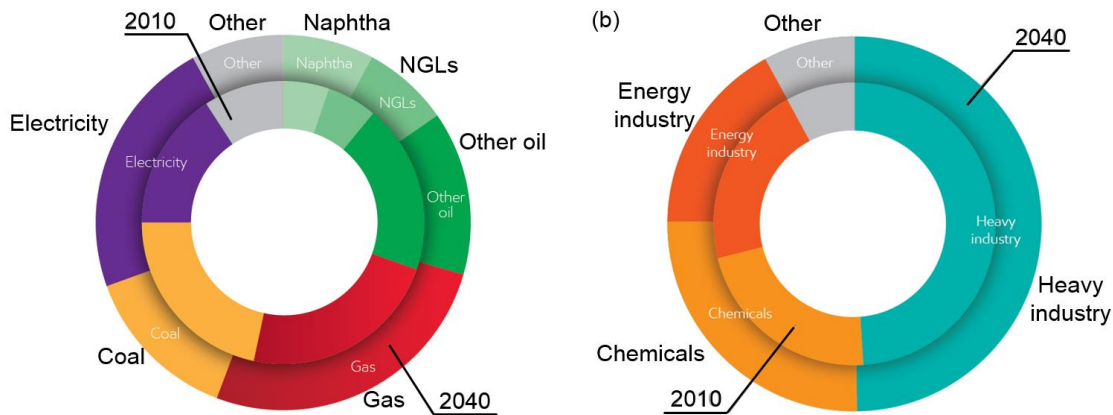 2010
Other
Naphtha
NGLs
Electricity
Other oil
Coal
Gas
2040
Other
Naphtha
NGLs
Electricity
Other
oil
Coal
Gas
(b)
Other
2040
Energy
industry
Heavy
industry
Chemicals
2010
Other
Energy
industry
Heavy
industry
Chemicals